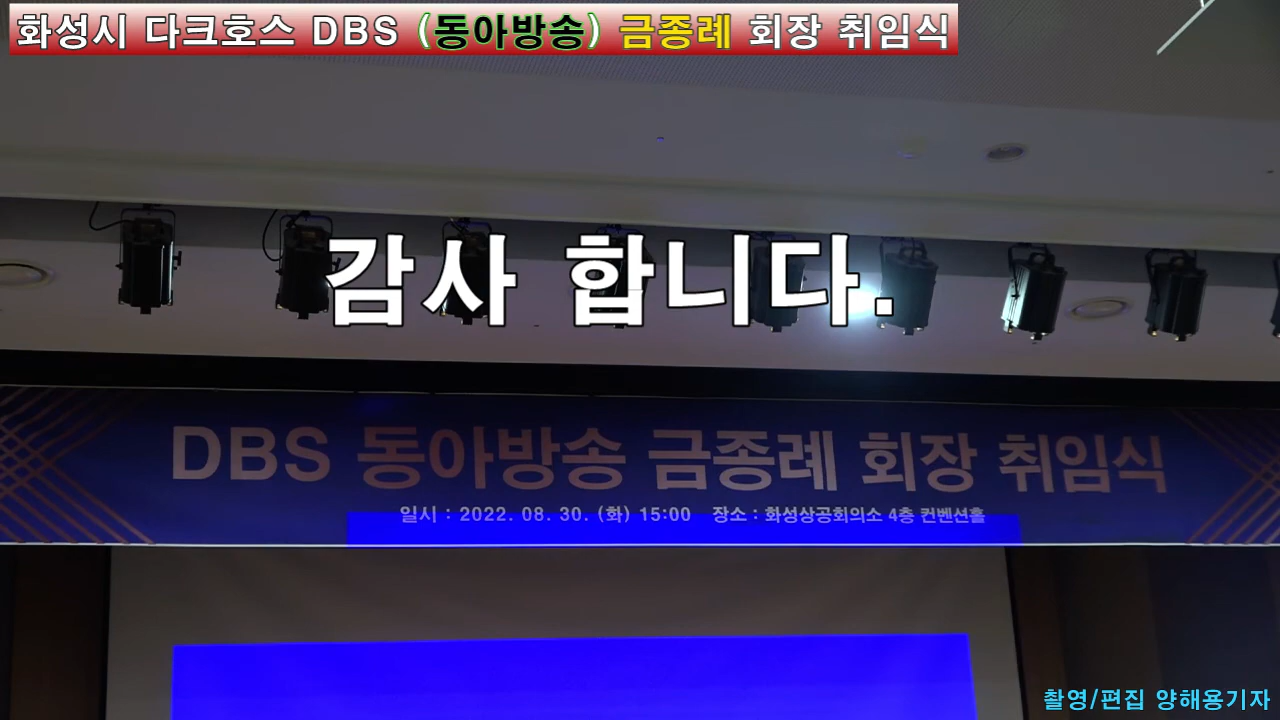 화성시 다크호스 DBS (동아방송) 금종례 회장 취임식
감사 합니다.
DBS 동아방송 금종례 회장 취임식
일시 : 2022. 08. 30. (화) 15:00 장소 : 화성상공회의소 4층 컨벤션홀
촬영/편집 양해용기자